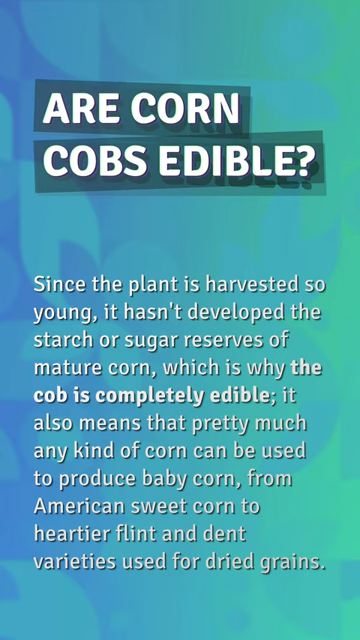 ARE CORN
COBS EDIBLE?
Since the plant is harvested so
young, it hasn't developed the
starch or sugar reserves of
mature corn, which is why the
cob is completely edible; it
also means that pretty much
any kind of corn can be used
to produce baby corn, from
American sweet corn to
heartier flint and dent
varieties used for dried grains.